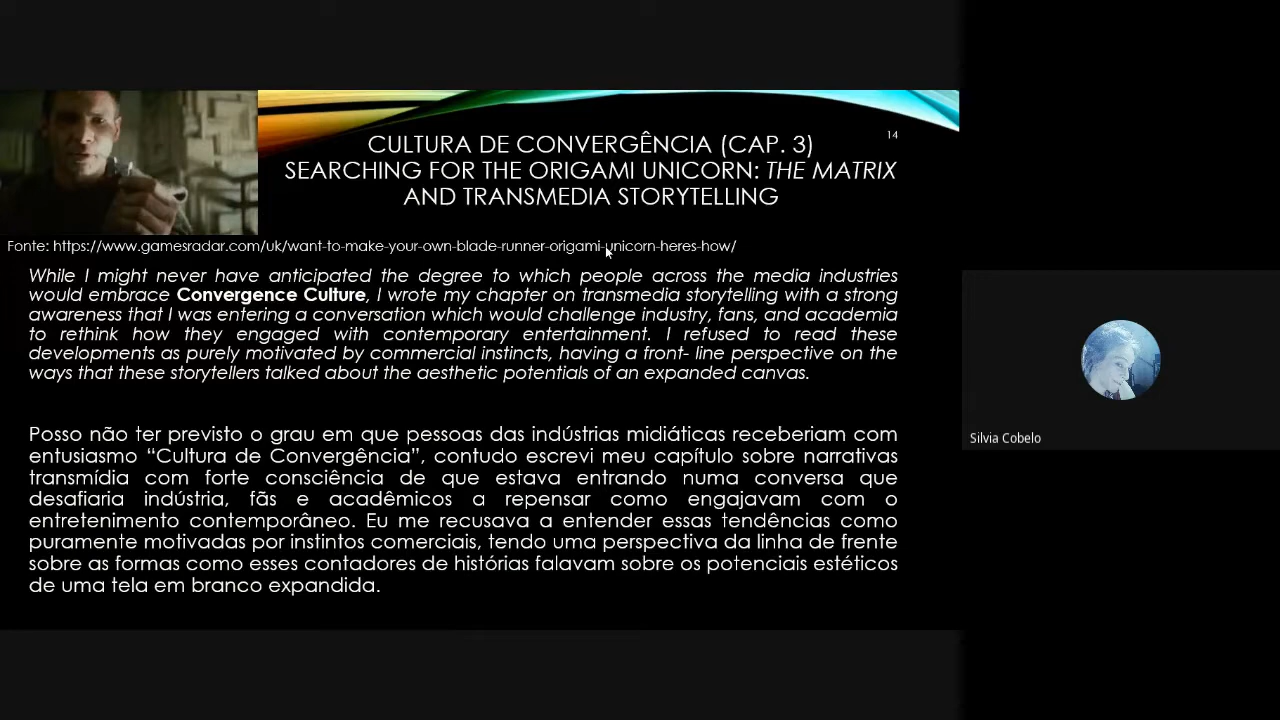 14
CULTURA DE CONVERGÊNCIA (CAP. 3)
SEARCHING FOR THE ORIGAMI UNICORN: THE MATRIX
AND TRANSMEDIA STORYTELLING
Fonte: https://www.gamesradar.com/uk/want-to-make-your-own-blade-runner-origami-unicorn-heres-how/
While I might never have anticipated the degree to which people across the media industries
would embrace Convergence Culture, I wrote my chapter on transmedia storytelling with a strong
awareness that I was entering a conversation which would challenge industry, fans, and academia
to rethink how they engaged with contemporary entertainment. I refused to read these
developments as purely motivated by commercial instincts, having a front- line perspective on the
ways that these storytellers talked about the aesthetic potentials of an expanded canvas.
Posso não ter previsto o grau em que pessoas das indústrias midiáticas receberiam com
entusiasmo “Cultura de Convergência”, contudo escrevi meu capítulo sobre narrativas
transmídia com forte consciência de que estava entrando numa conversa que
desafiaria indústria, fãs e acadêmicos a repensar como engajavam com o
entretenimento contemporâneo. Eu me recusava a entender essas tendências como
puramente motivadas por instintos comerciais, tendo uma perspectiva da linha de frente
sobre as formas como esses contadores de histórias falavam sobre os potenciais estéticos
de uma tela em branco expandida.
Silvia Cobelo